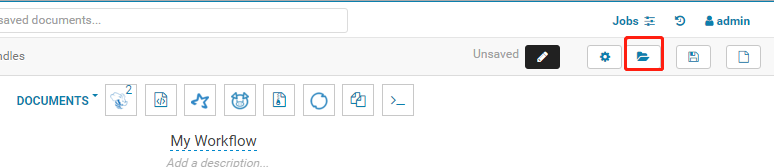 saved documents...
Jobs
admin
ndles
Unsaved
DOCUMENTS
2
My Workflow
Add a description...